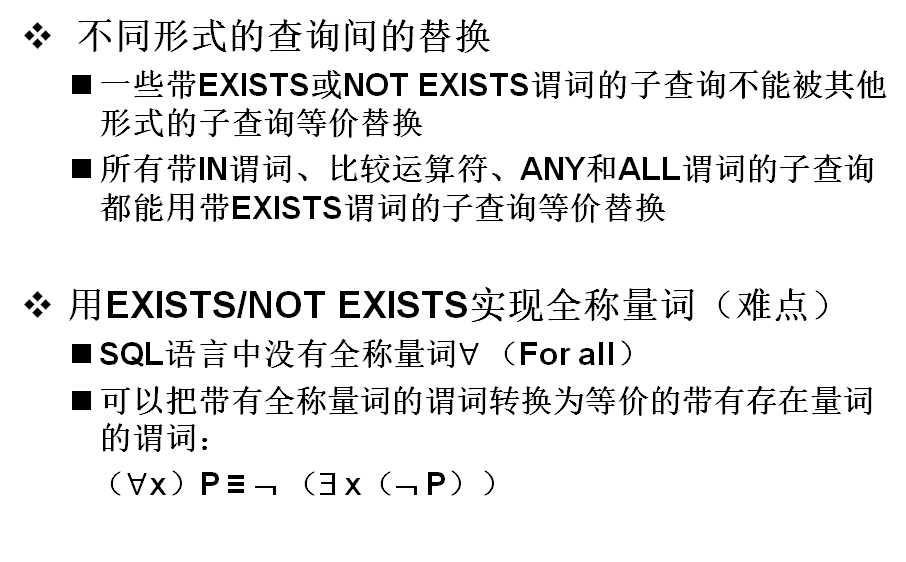 ❖ 不同形式的查询间的替换
■ 一些带EXISTS或NOT EXISTS谓词的子查询不能被其他
形式的子查询等价替换
■ 所有带IN谓词、比较运算符、ANY和ALL谓词的子查询
都能用带EXISTS谓词的子查询等价替换
❖ 用EXISTS/NOT EXISTS实现全称量词（难点）
■ SQL语言中没有全称量词∀ （For all）
■ 可以把带有全称量词的谓词转换为等价的带有存在量词
的谓词：
（∀x）P ≡ ¬ （∃ x（¬ P））